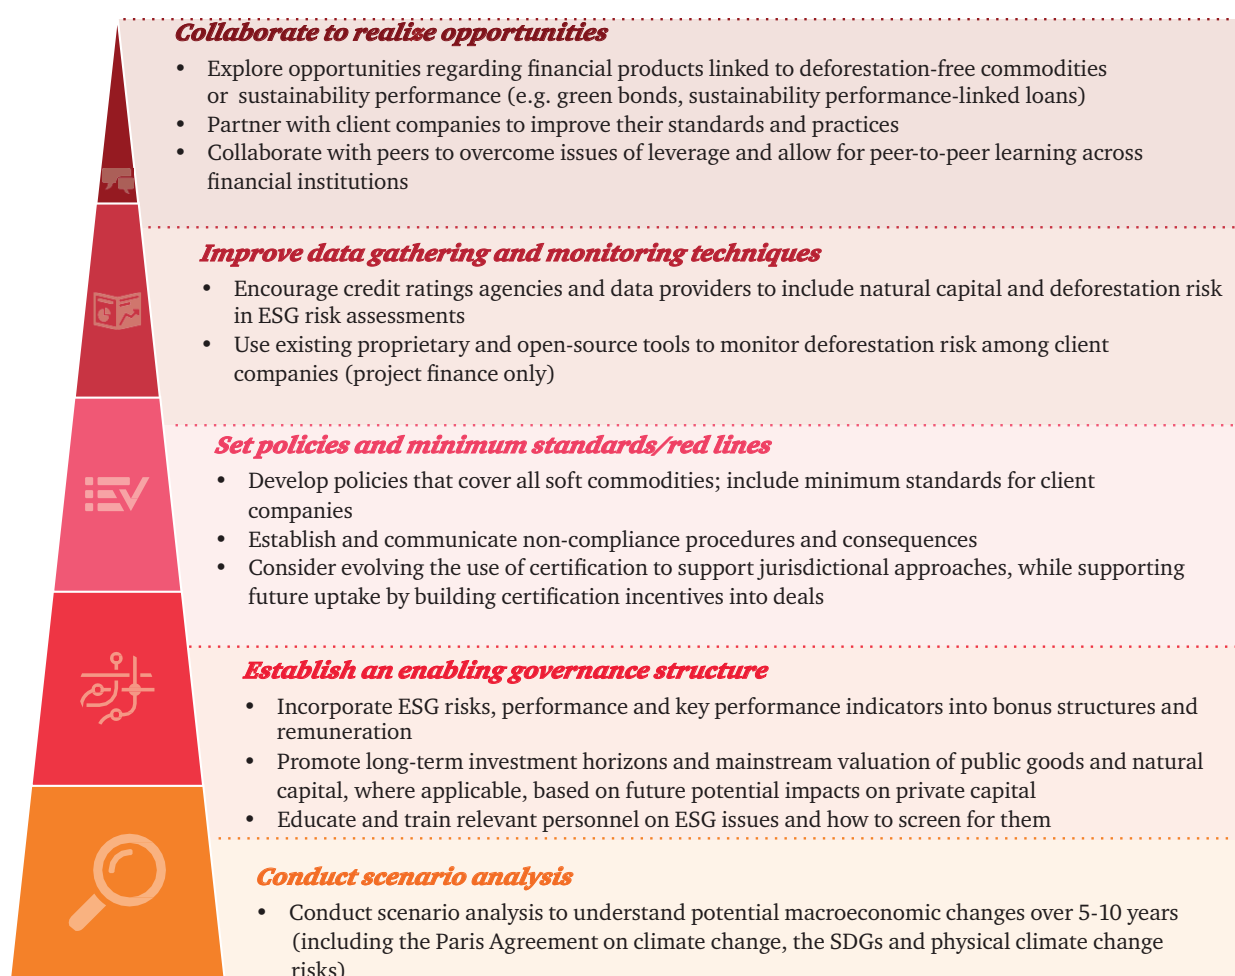 Collaborate to realize opportunities
• Explore opportunities regarding financial products linked to deforestation-free commodities
or sustainability performance (e.g. green bonds, sustainability performance-linked loans)
• Partner with client companies to improve their standards and practices
• Collaborate with peers to overcome issues of leverage and allow for peer-to-peer learning across
financial institutions
Improve data gathering and monitoring techniques
• Encourage credit ratings agencies and data providers to include natural capital and deforestation risk
in ESG risk assessments
• Use existing proprietary and open-source tools to monitor deforestation risk among client
companies (project finance only)
Set policies and minimum standards/red lines
• Develop policies that cover all soft commodities; include minimum standards for client
companies
• Establish and communicate non-compliance procedures and consequences
• Consider evolving the use of certification to support jurisdictional approaches, while supporting
future uptake by building certification incentives into deals
Establish an enabling governance structure
• Incorporate ESG risks, performance and key performance indicators into bonus structures and
remuneration
• Promote long-term investment horizons and mainstream valuation of public goods and natural
capital, where applicable, based on future potential impacts on private capital
• Educate and train relevant personnel on ESG issues and how to screen for them
Conduct scenario analysis
• Conduct scenario analysis to understand potential macroeconomic changes over 5-10 years
(including the Paris Agreement on climate change, the SDGs and physical climate change
risks)